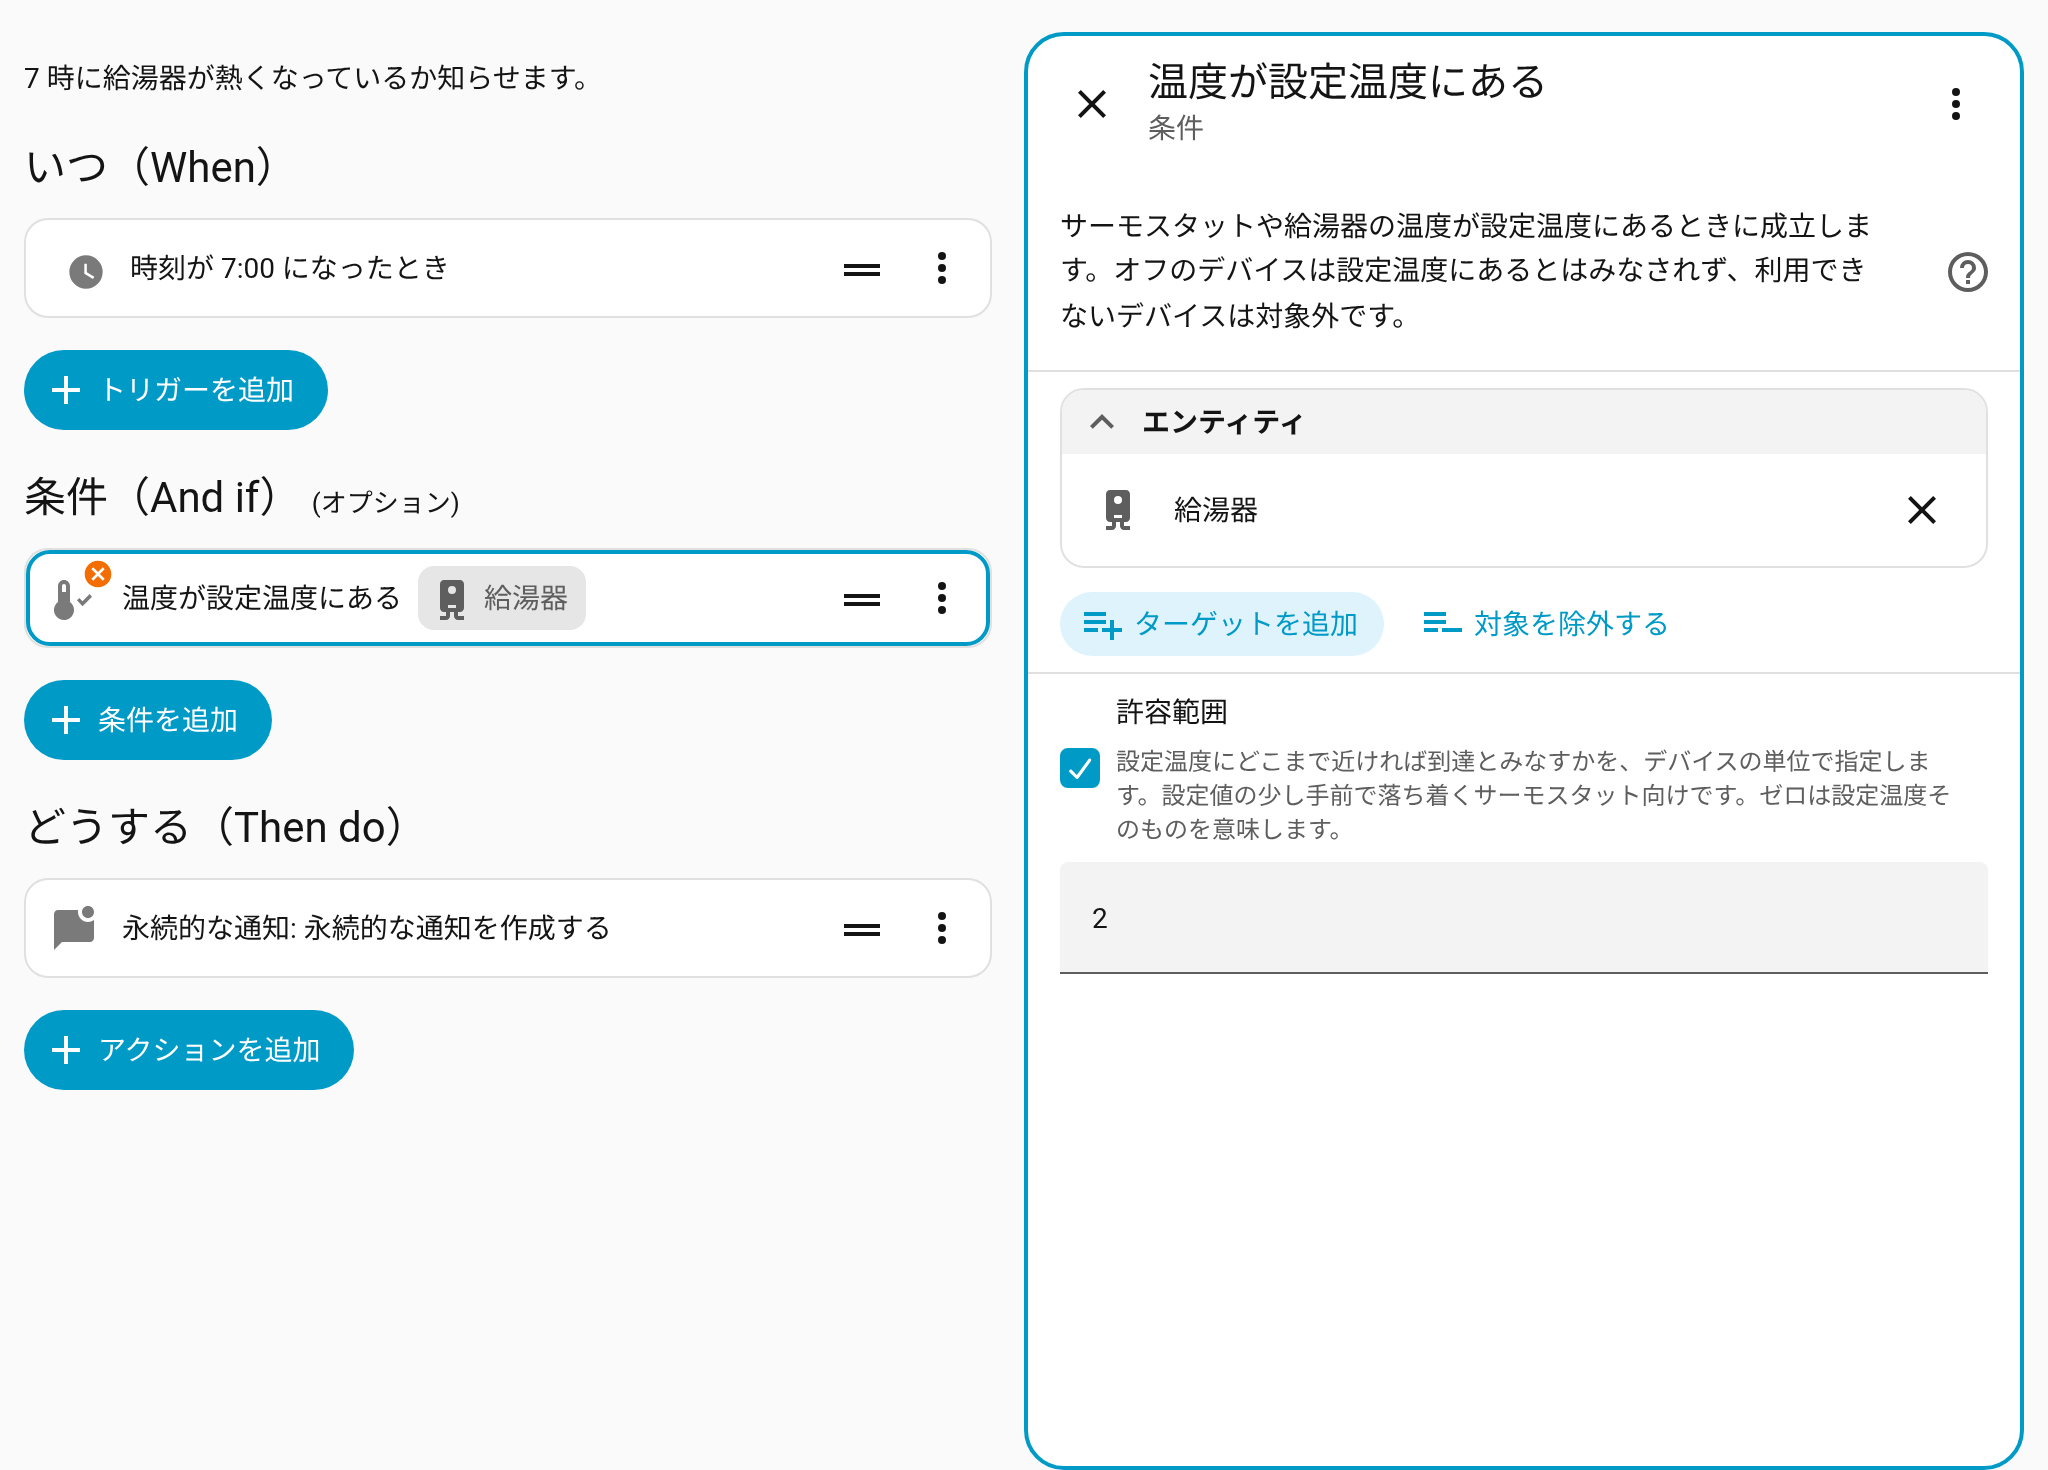 7 時に給湯器が熱くなっているか知らせます。
いつ（When）
時刻が 7:00 になったとき
トリガーを追加
条件（And if） (オプション)
温度が設定温度にある 給湯器
条件を追加
どうする（Then do）
永続的な通知: 永続的な通知を作成する
アクションを追加
温度が設定温度にある
条件
サーモスタットや給湯器の温度が設定温度にあるときに成立しま
す。オフのデバイスは設定温度にあるとはみなされず、利用でき
ないデバイスは対象外です。
エンティティ
給湯器
ターゲットを追加 対象を除外する
許容範囲
設定温度にどこまで近ければ到達とみなすかを、デバイスの単位で指定しま
す。設定値の少し手前で落ち着くサーモスタット向けです。ゼロは設定温度そ
のものを意味します。
2